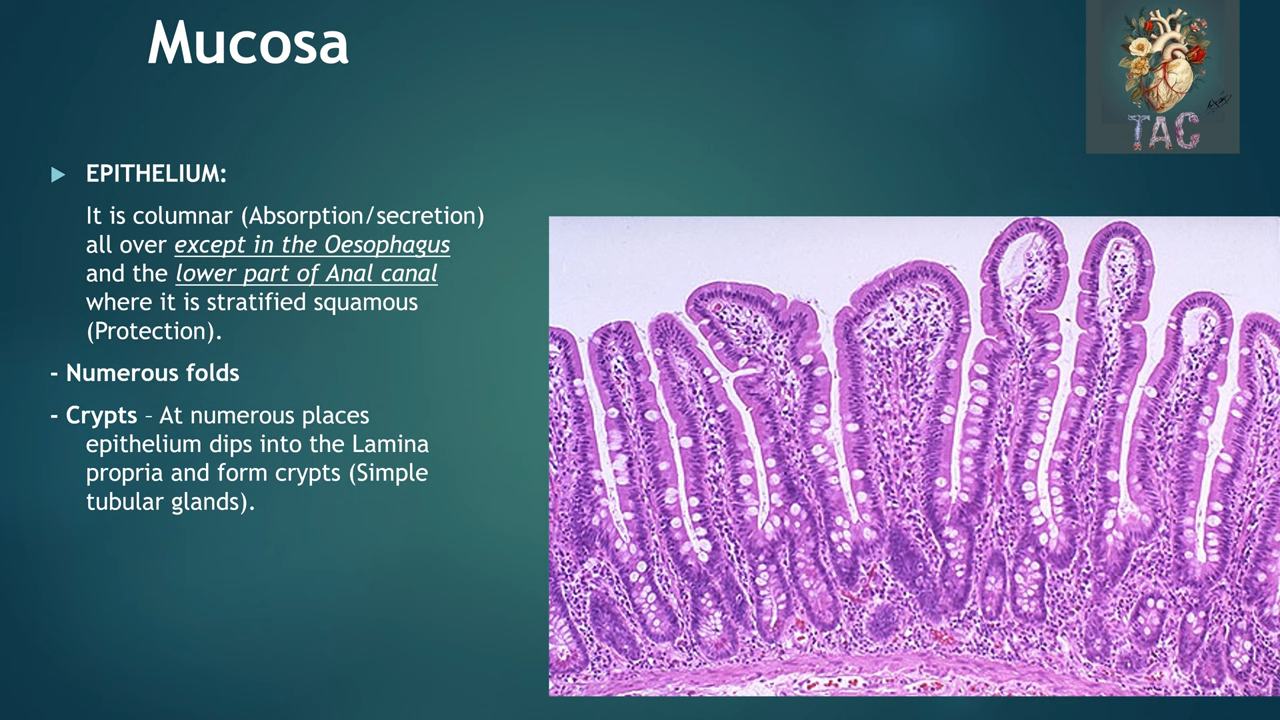 Mucosa
TAC
EPITHELIUM:
It is columnar (Absorption/secretion)
all over except in the Oesophagus
and the lower part of Anal canal
where it is stratified squamous
(Protection).
- Numerous folds
- Crypts – At numerous places
epithelium dips into the Lamina
propria and form crypts (Simple
tubular glands).